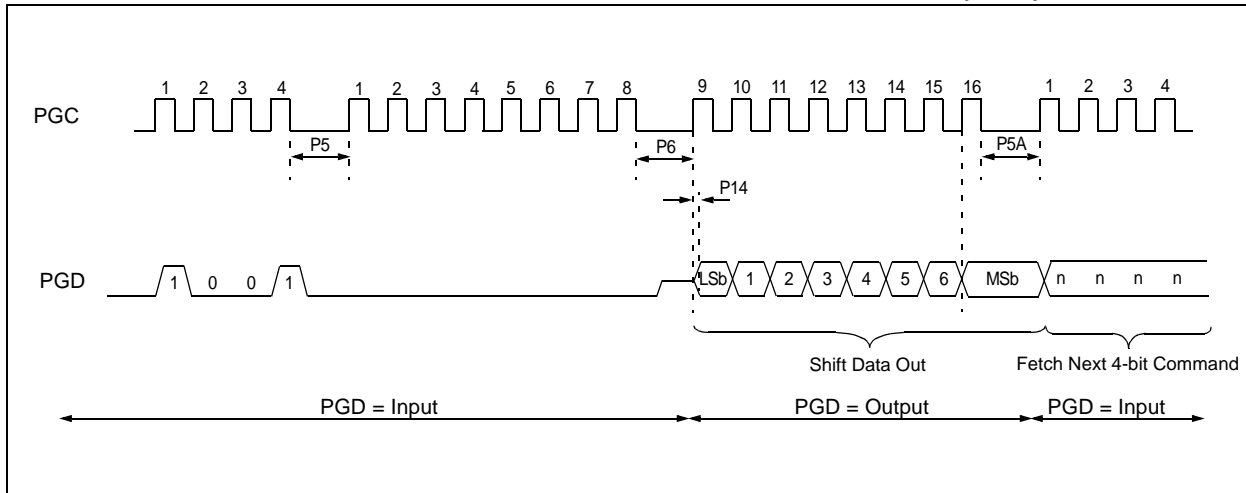 1 2 3 4 1 2 3 4 5 6 7 8 9 10 11 12 13 14 15 16 1 2 3 4
PGC
P5 P6 P5A
P14
PGD
1 0 0 1 LSb 1 2 3 4 5 6 MSb n n n n
Shift Data Out Fetch Next 4-bit Command
PGD = Input PGD = Output PGD = Input